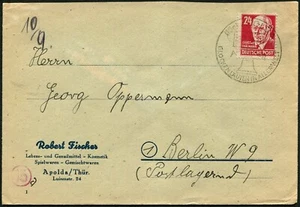 10/9
24
DEUTSCHE POST
Herrn
Georg Oppermann
Robert Fischer
Lebens- und Genußmittel - Kosmetik
Spielwaren - Gemischtwaren
Apolda/Thür.
Berlin W 9
(Postlagernd)